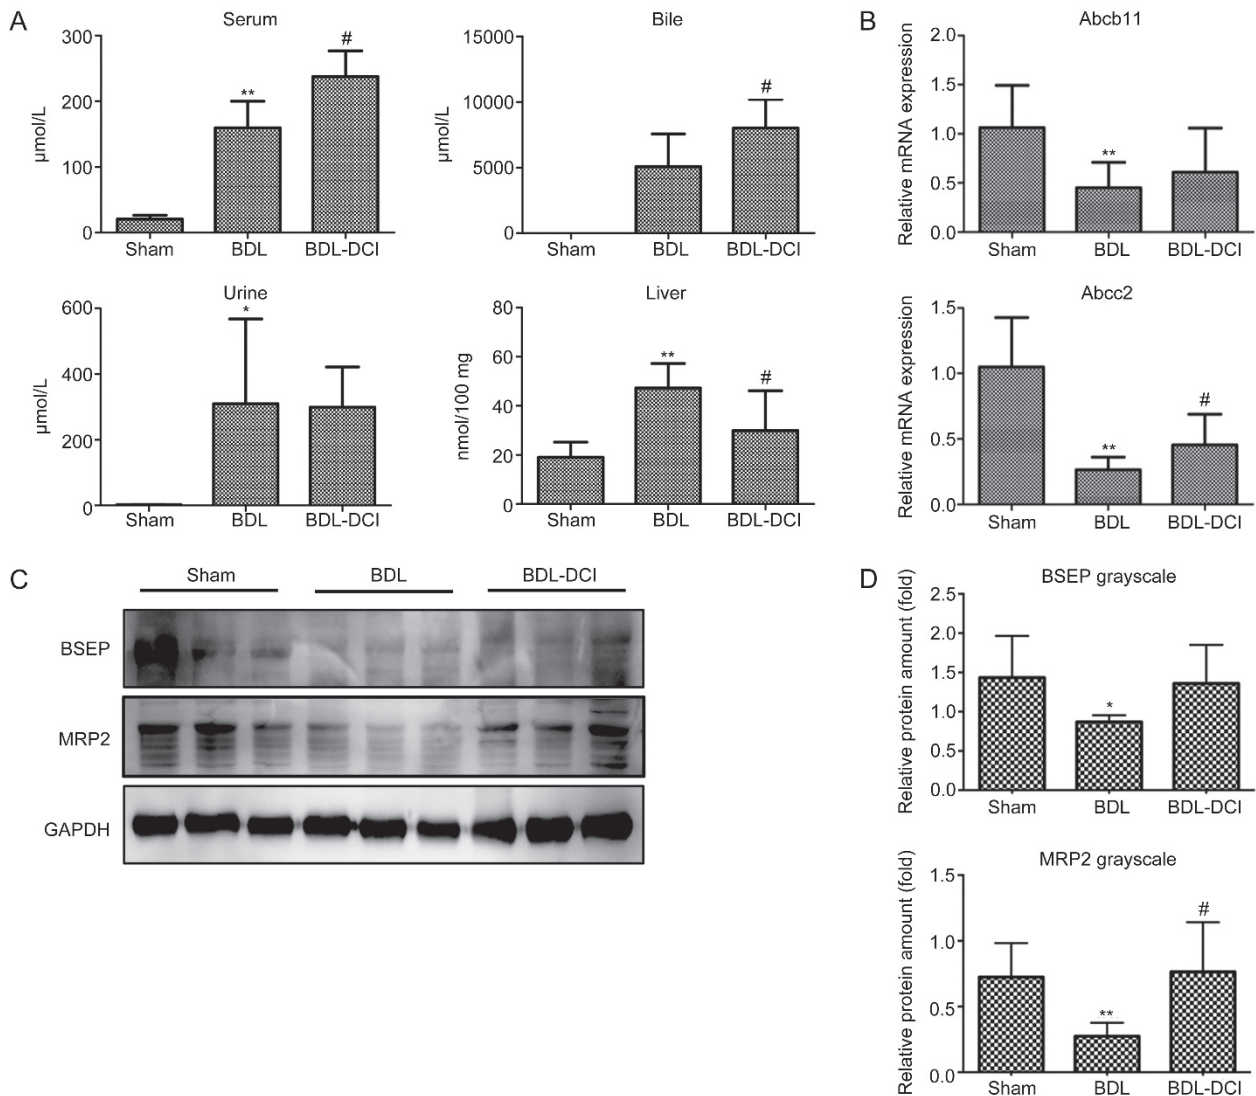 A
Serum
µmol/L
300
200
100
0
**
#
Sham
BDL
BDL-DCI
Bile
µmol/L
15000
10000
5000
0
#
Sham
BDL
BDL-DCI
Urine
µmol/L
600
400
200
0
*
Sham
BDL
BDL-DCI
Liver
nmol/100 mg
80
60
40
20
0
**
#
Sham
BDL
BDL-DCI
B
Abcb11
Relative mRNA expression
2.0
1.5
1.0
0.5
0.0
**
Sham
BDL
BDL-DCI
Abcc2
Relative mRNA expression
1.5
1.0
0.5
0.0
**
#
Sham
BDL
BDL-DCI
C
Sham
BDL
BDL-DCI
BSEP
MRP2
GAPDH
D
BSEP grayscale
Relative protein amount (fold)
2.5
2.0
1.5
1.0
0.5
0.0
*
Sham
BDL
BDL-DCI
MRP2 grayscale
Relative protein amount (fold)
1.5
1.0
0.5
0.0
**
#
Sham
BDL
BDL-DCI